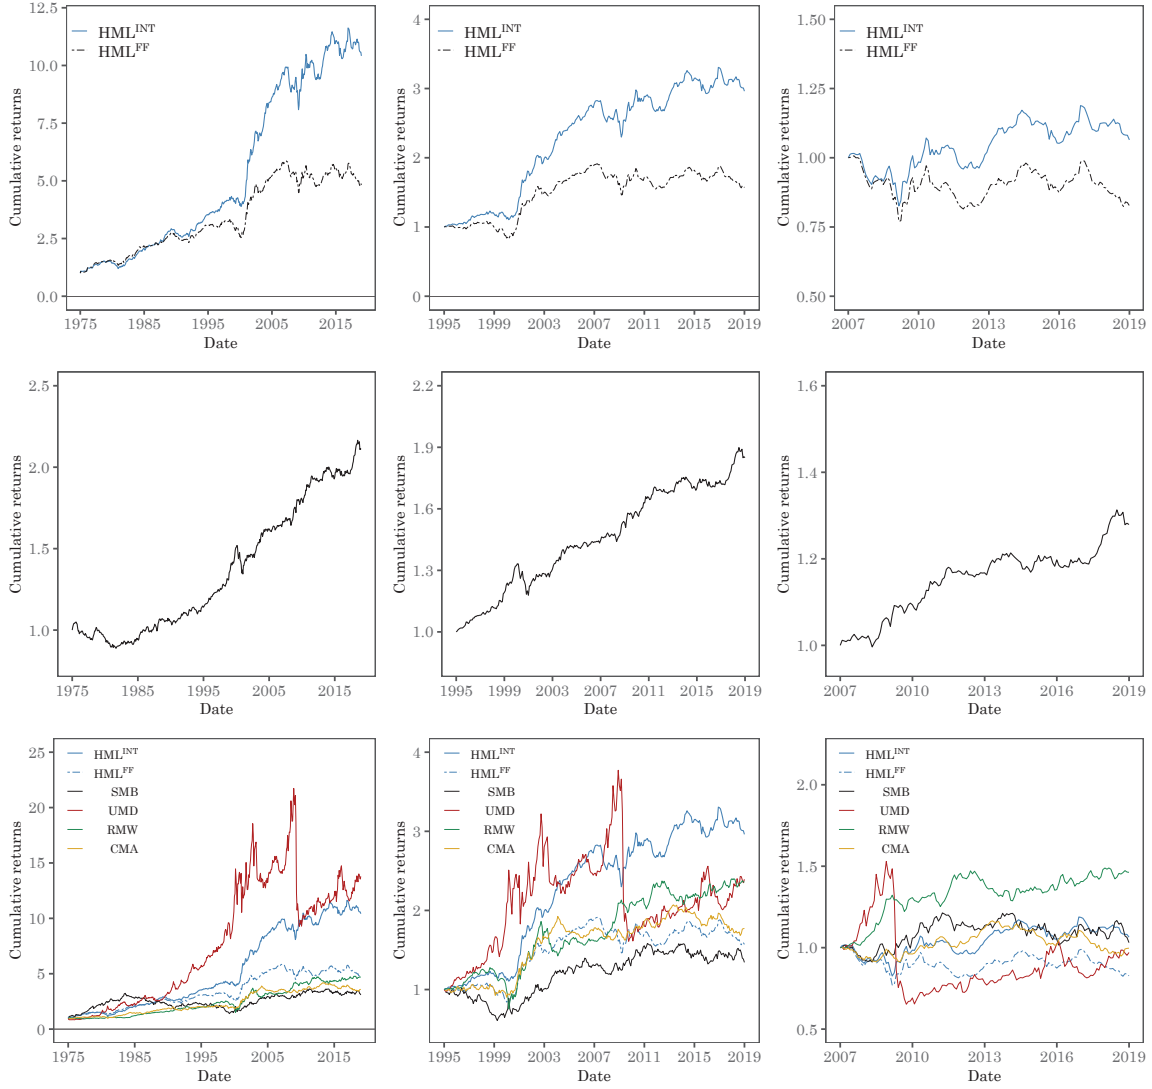 12.5
10.0
7.5
5.0
2.5
0.0
Cumulative returns
HML^INT
HML^FF
1975 1985 1995 2005 2015
Date
4
3
2
1
0
Cumulative returns
HML^INT
HML^FF
1995 1999 2003 2007 2011 2015 2019
Date
1.50
1.25
1.00
0.75
0.50
Cumulative returns
HML^INT
HML^FF
2007 2010 2013 2016 2019
Date
2.5
2.0
1.5
1.0
Cumulative returns
1975 1985 1995 2005 2015
Date
2.2
1.9
1.6
1.3
1.0
Cumulative returns
1995 1999 2003 2007 2011 2015 2019
Date
1.6
1.4
1.2
1.0
Cumulative returns
2007 2010 2013 2016 2019
Date
25
20
15
10
5
0
Cumulative returns
HML^INT
HML^FF
SMB
UMD
RMW
CMA
1975 1985 1995 2005 2015
Date
4
3
2
1
Cumulative returns
HML^INT
HML^FF
SMB
UMD
RMW
CMA
1995 1999 2003 2007 2011 2015 2019
Date
2.0
1.5
1.0
0.5
Cumulative returns
HML^INT
HML^FF
SMB
UMD
RMW
CMA
2007 2010 2013 2016 2019
Date